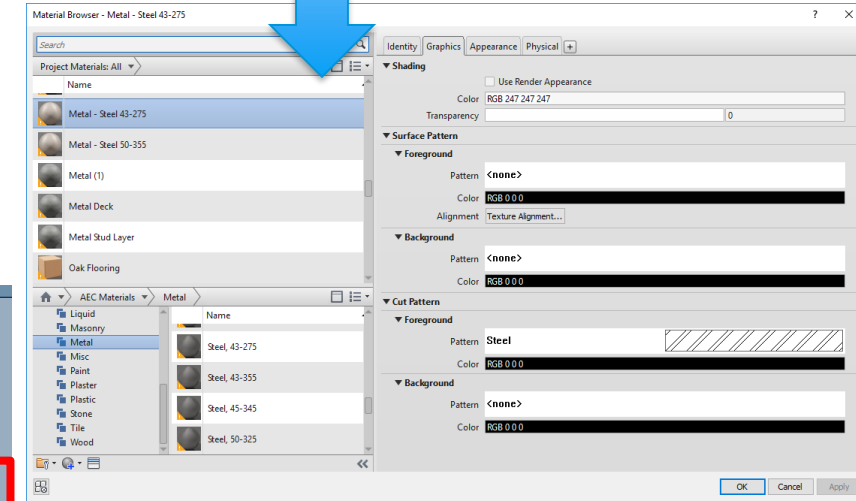 Material Browser - Metal - Steel 43-275
? ×
Search
Project Materials: All
Name
Metal - Steel 43-275
Metal - Steel 50-355
Metal (1)
Metal Deck
Metal Stud Layer
Oak Flooring
AEC Materials Metal
Liquid
Masonry
Metal
Misc
Paint
Plaster
Plastic
Stone
Tile
Wood
Name
Steel, 43-275
Steel, 43-355
Steel, 45-345
Steel, 50-325
Identity Graphics Appearance Physical +
Shading
Use Render Appearance
Color RGB 247 247 247
Transparency 0
Surface Pattern
Foreground
Pattern <none>
Color RGB 0 0 0
Alignment Texture Alignment...
Background
Pattern <none>
Color RGB 0 0 0
Cut Pattern
Foreground
Pattern Steel
Color RGB 0 0 0
Background
Pattern <none>
Color RGB 0 0 0
OK Cancel Apply